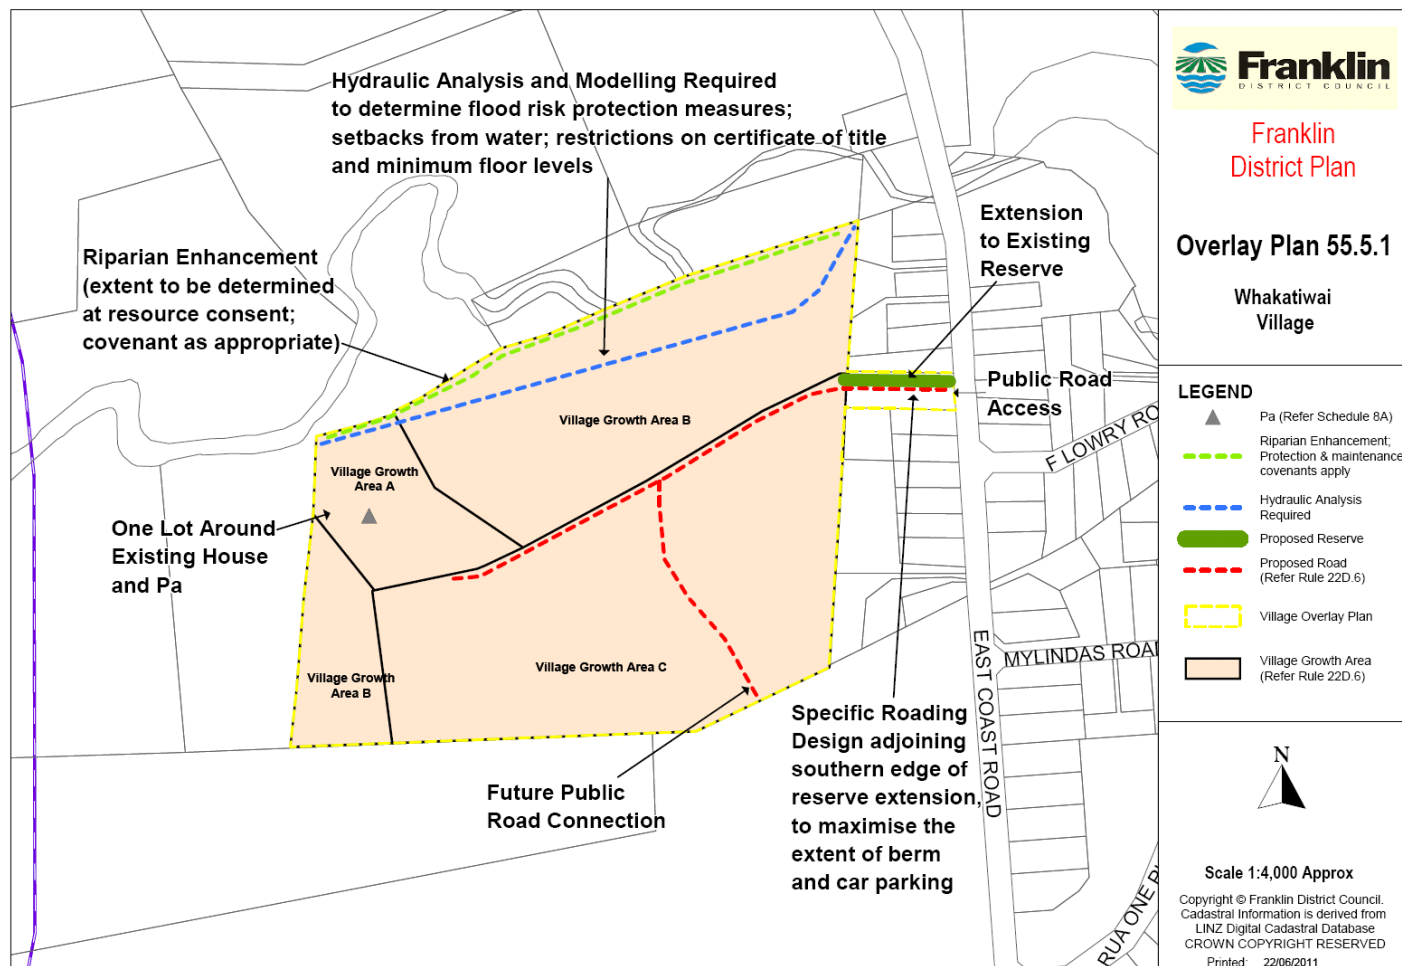 Hydraulic Analysis and Modelling Required
to determine flood risk protection measures;
setbacks from water; restrictions on certificate of title
and minimum floor levels
Riparian Enhancement
(extent to be determined
at resource consent;
covenant as appropriate)
Extension
to Existing
Reserve
Public Road
Access
Village Growth Area B
Village Growth
Area A
One Lot Around
Existing House
and Pa
Village Growth
Area B
Village Growth Area C
Future Public
Road Connection
Specific Roading
Design adjoining
southern edge of
reserve extension,
to maximise the
extent of berm
and car parking
F LOWRY RO
EAST COAST ROAD
MYLINDAS ROAD
RUA ONE
Franklin
DISTRICT COUNCIL
Franklin
District Plan
Overlay Plan 55.5.1
Whakatiwai
Village
LEGEND
Pa (Refer Schedule 8A)
Riparian Enhancement;
Protection & maintenance
covenants apply
Hydraulic Analysis
Required
Proposed Reserve
Proposed Road
(Refer Rule 22D.6)
Village Overlay Plan
Village Growth Area
(Refer Rule 22D.6)
N
Scale 1:4,000 Approx
Copyright © Franklin District Council.
Cadastral Information is derived from
LINZ Digital Cadastral Database
CROWN COPYRIGHT RESERVED
Printed: 22/06/2011